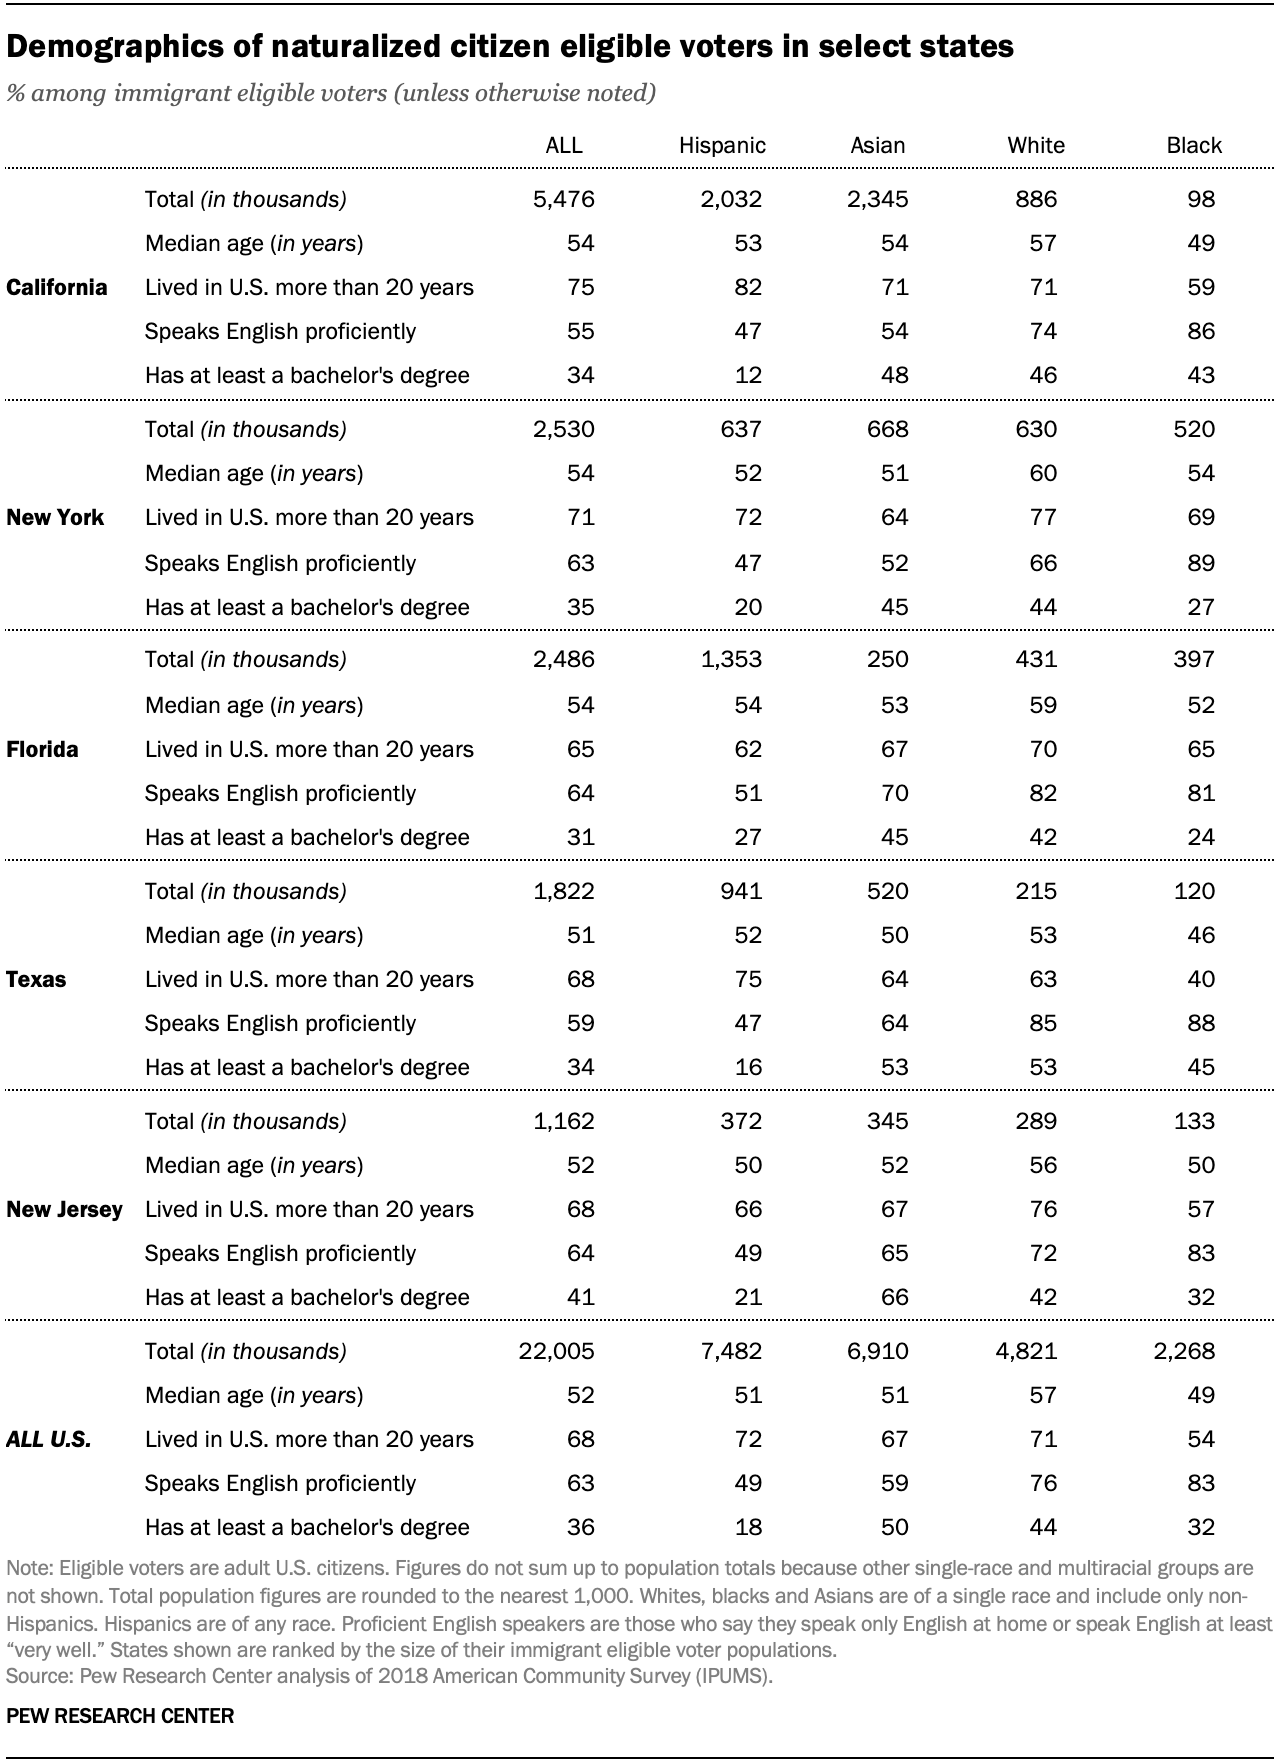 Demographics of naturalized citizen eligible voters in select states
% among immigrant eligible voters (unless otherwise noted)
ALL Hispanic Asian White Black
Total (in thousands) 5,476 2,032 2,345 886 98
Median age (in years) 54 53 54 57 49
California Lived in U.S. more than 20 years 75 82 71 71 59
Speaks English proficiently 55 47 54 74 86
Has at least a bachelor's degree 34 12 48 46 43
Total (in thousands) 2,530 637 668 630 520
Median age (in years) 54 52 51 60 54
New York Lived in U.S. more than 20 years 71 72 64 77 69
Speaks English proficiently 63 47 52 66 89
Has at least a bachelor's degree 35 20 45 44 27
Total (in thousands) 2,486 1,353 250 431 397
Median age (in years) 54 54 53 59 52
Florida Lived in U.S. more than 20 years 65 62 67 70 65
Speaks English proficiently 64 51 70 82 81
Has at least a bachelor's degree 31 27 45 42 24
Total (in thousands) 1,822 941 520 215 120
Median age (in years) 51 52 50 53 46
Texas Lived in U.S. more than 20 years 68 75 64 63 40
Speaks English proficiently 59 47 64 85 88
Has at least a bachelor's degree 34 16 53 53 45
Total (in thousands) 1,162 372 345 289 133
Median age (in years) 52 50 52 56 50
New Jersey Lived in U.S. more than 20 years 68 66 67 76 57
Speaks English proficiently 64 49 65 72 83
Has at least a bachelor's degree 41 21 66 42 32
Total (in thousands) 22,005 7,482 6,910 4,821 2,268
Median age (in years) 52 51 51 57 49
ALL U.S. Lived in U.S. more than 20 years 68 72 67 71 54
Speaks English proficiently 63 49 59 76 83
Has at least a bachelor's degree 36 18 50 44 32
Note: Eligible voters are adult U.S. citizens. Figures do not sum up to population totals because other single-race and multiracial groups are
not shown. Total population figures are rounded to the nearest 1,000. Whites, blacks and Asians are of a single race and include only non-
Hispanics. Hispanics are of any race. Proficient English speakers are those who say they speak only English at home or speak English at least
“very well.” States shown are ranked by the size of their immigrant eligible voter populations.
Source: Pew Research Center analysis of 2018 American Community Survey (IPUMS).
PEW RESEARCH CENTER